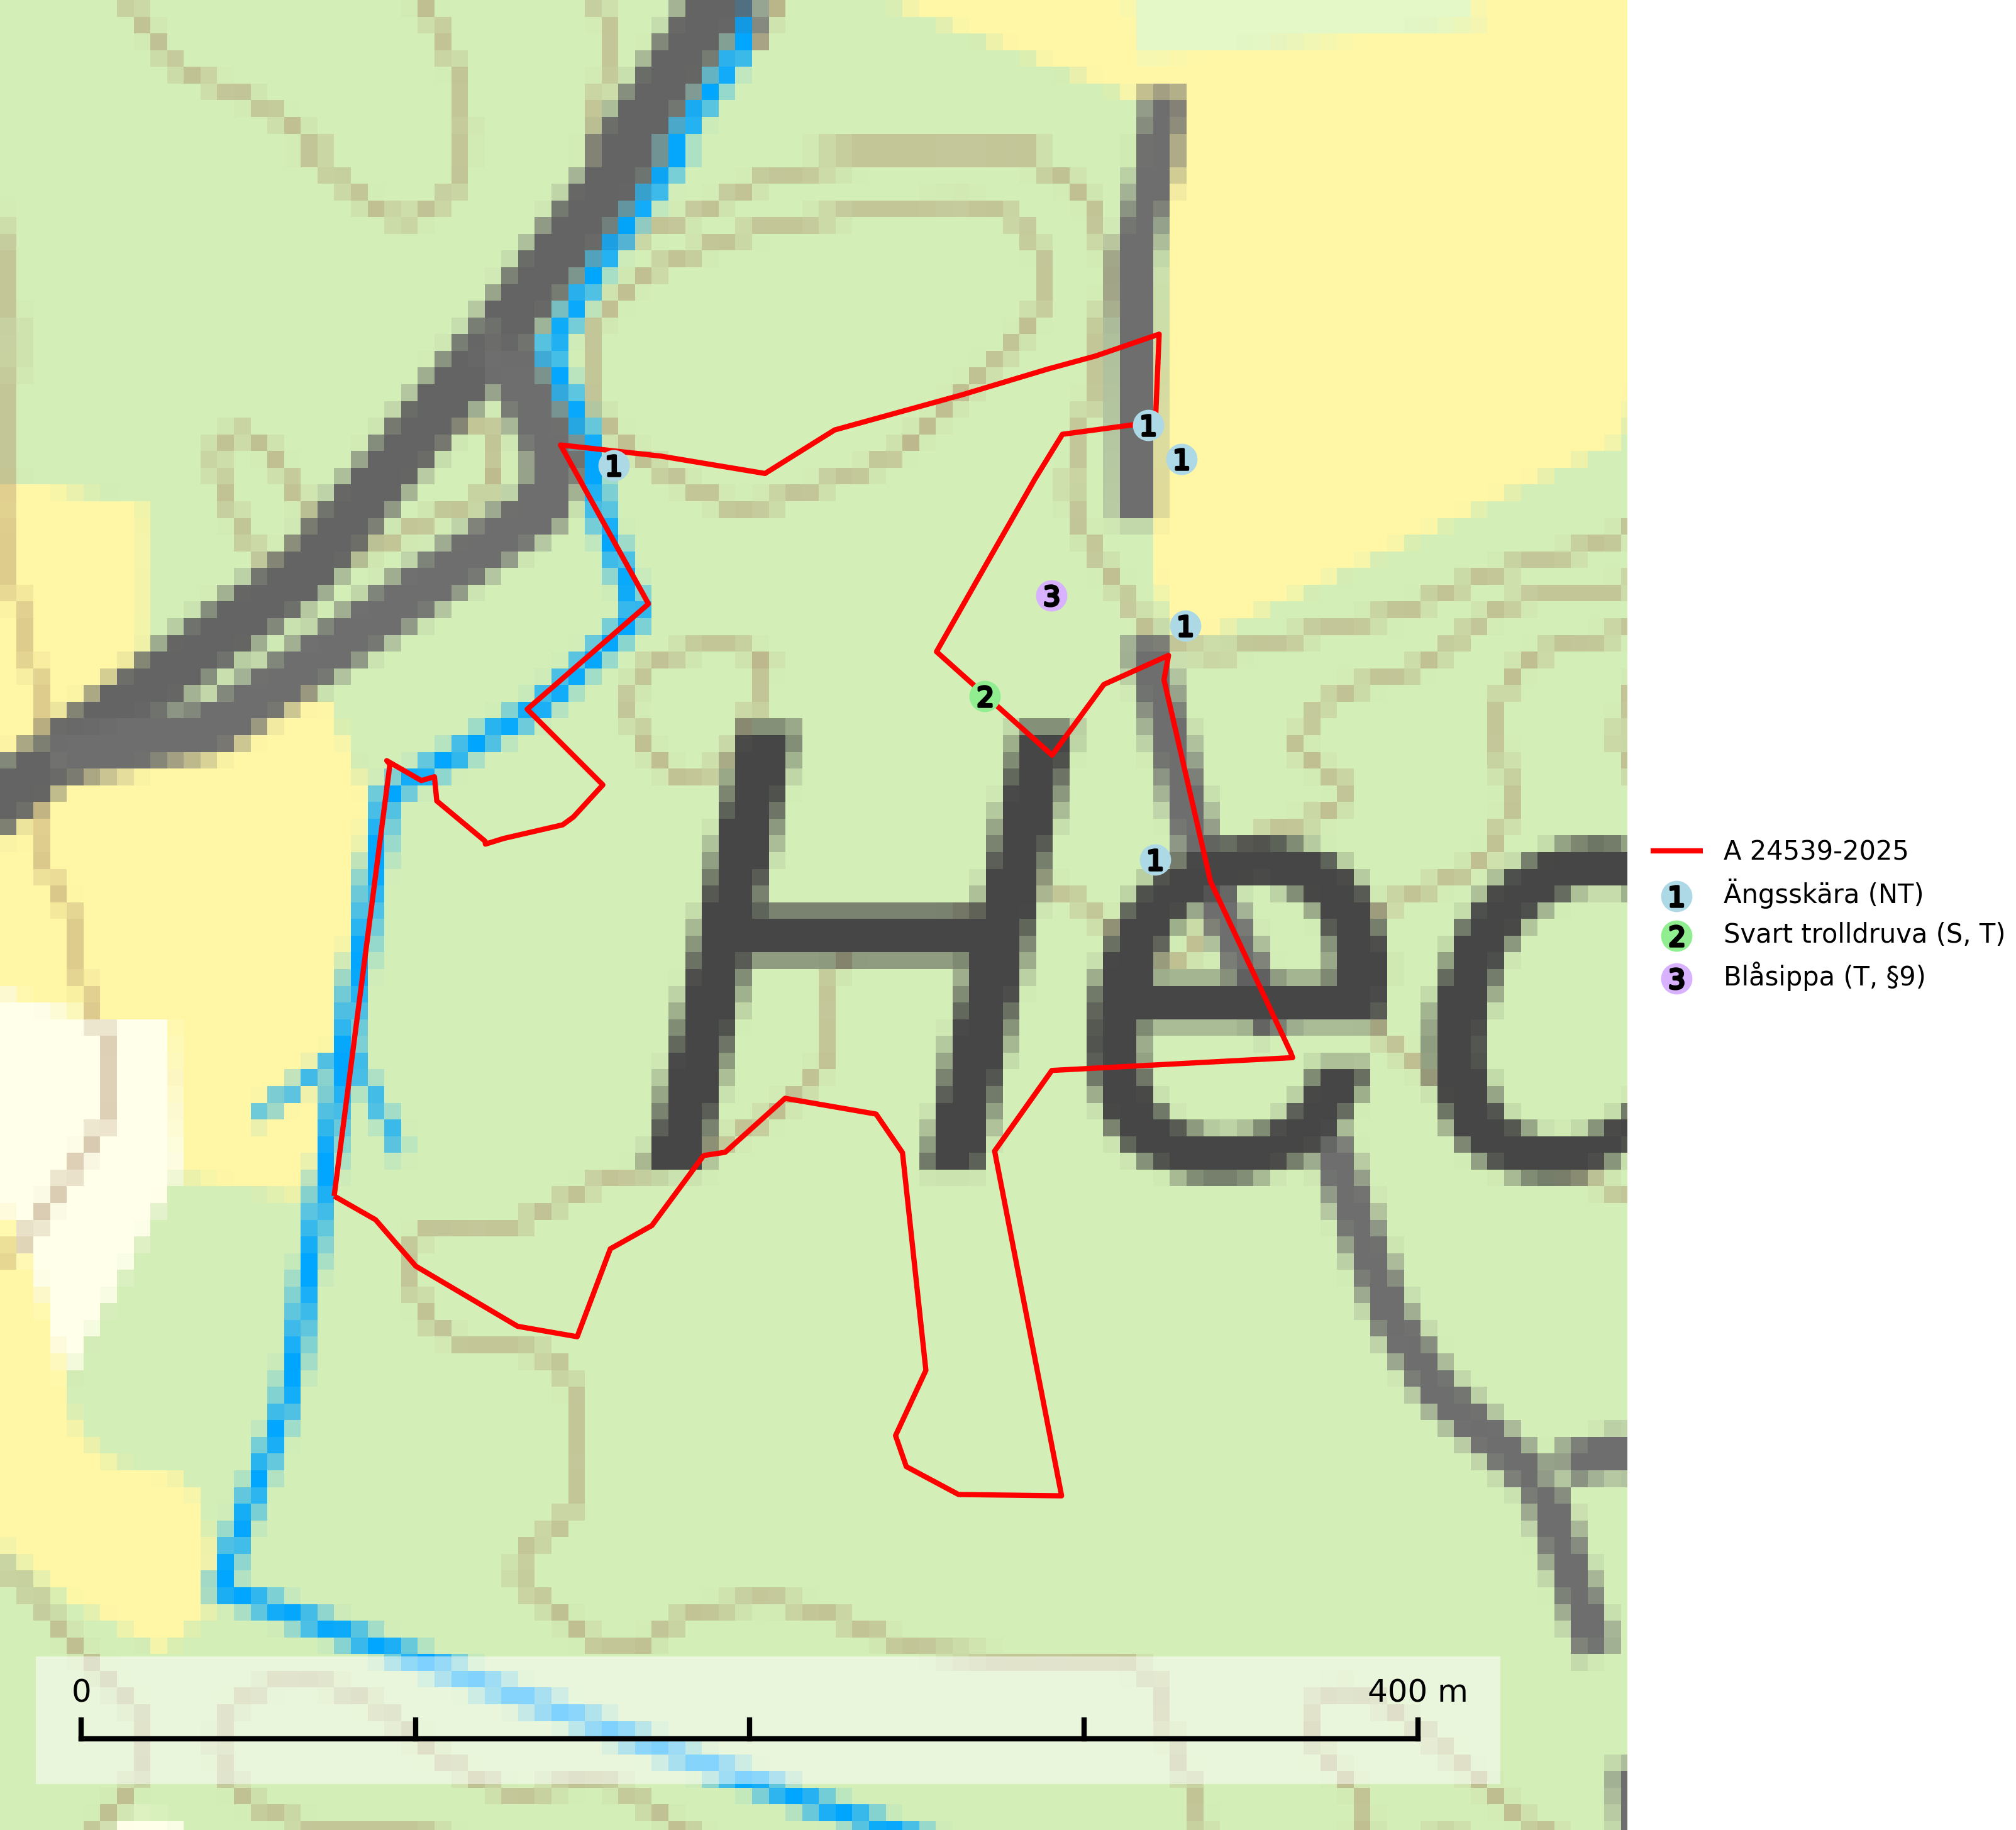 1
1
1
3
1
2
1
He
A 24539-2025
1 Ängsskära (NT)
2 Svart trolldruva (S, T)
3 Blåsippa (T, §9)
0 400 m